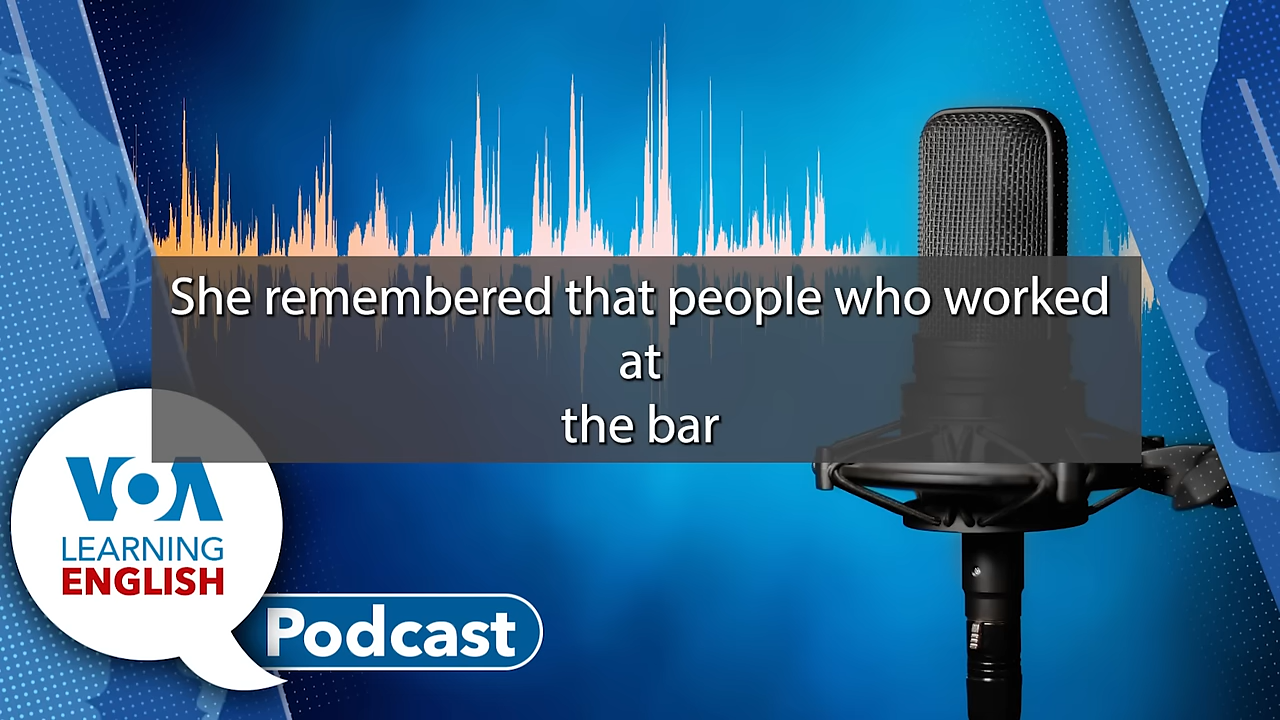 She remembered that people who worked
at
the bar
VOA
LEARNING
ENGLISH
Podcast